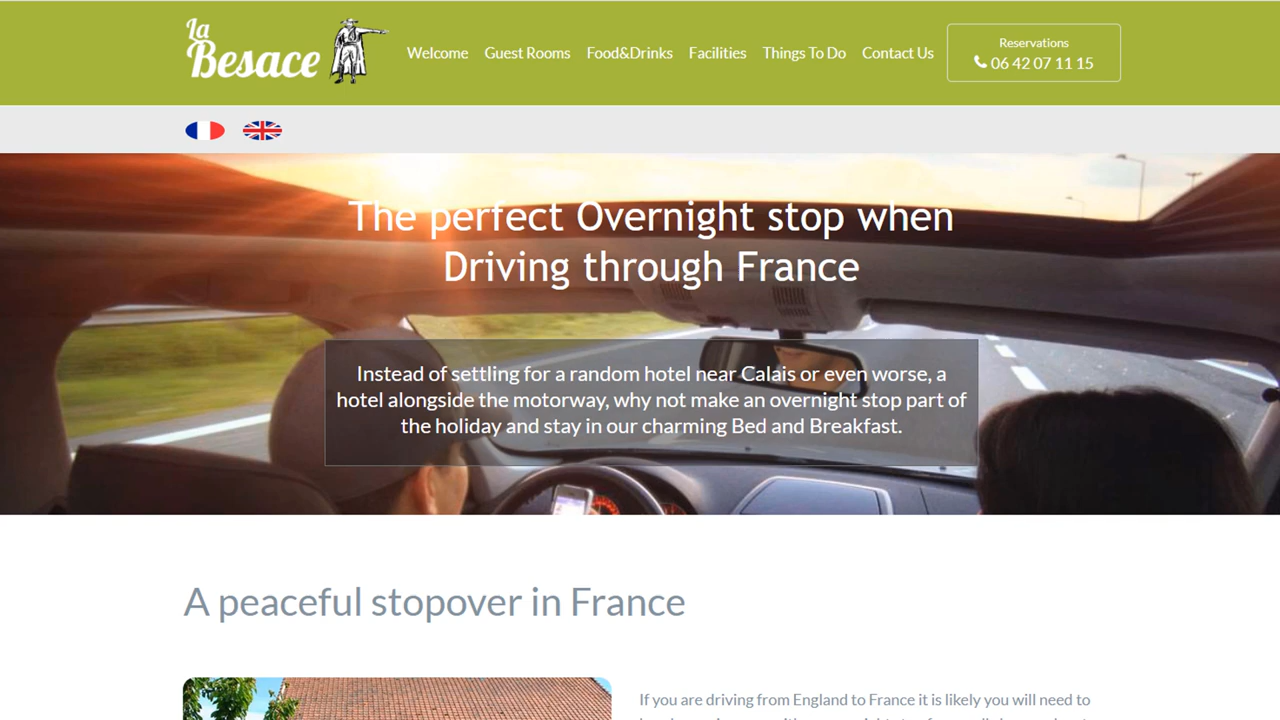 La
Besace
Welcome
Guest Rooms
Food&Drinks
Facilities
Things To Do
Contact Us
Reservations
06 42 07 11 15
The perfect Overnight stop when
Driving through France
Instead of settling for a random hotel near Calais or even worse, a
hotel alongside the motorway, why not make an overnight stop part of
the holiday and stay in our charming Bed and Breakfast.
A peaceful stopover in France
If you are driving from England to France it is likely you will need to